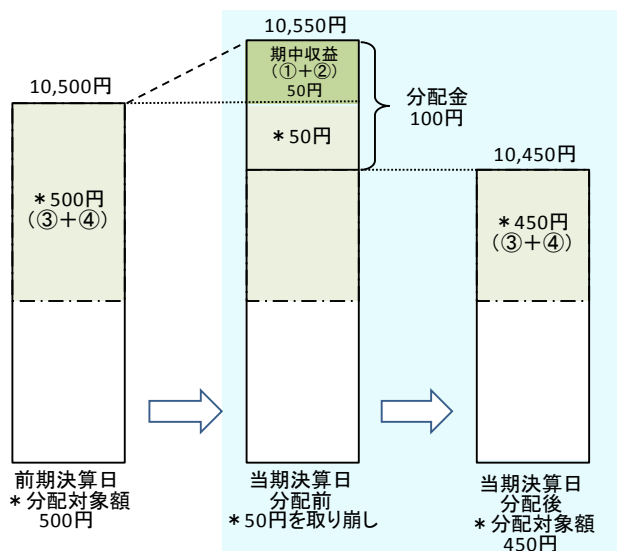 10,550円
期中収益
(①+②)
50円
10,500円
分配金
100円
*50円
10,450円
*500円
(③+④)
*450円
(③+④)
前期決算日
*分配対象額
500円
当期決算日
分配前
*50円を取り崩し
当期決算日
分配後
*分配対象額
450円